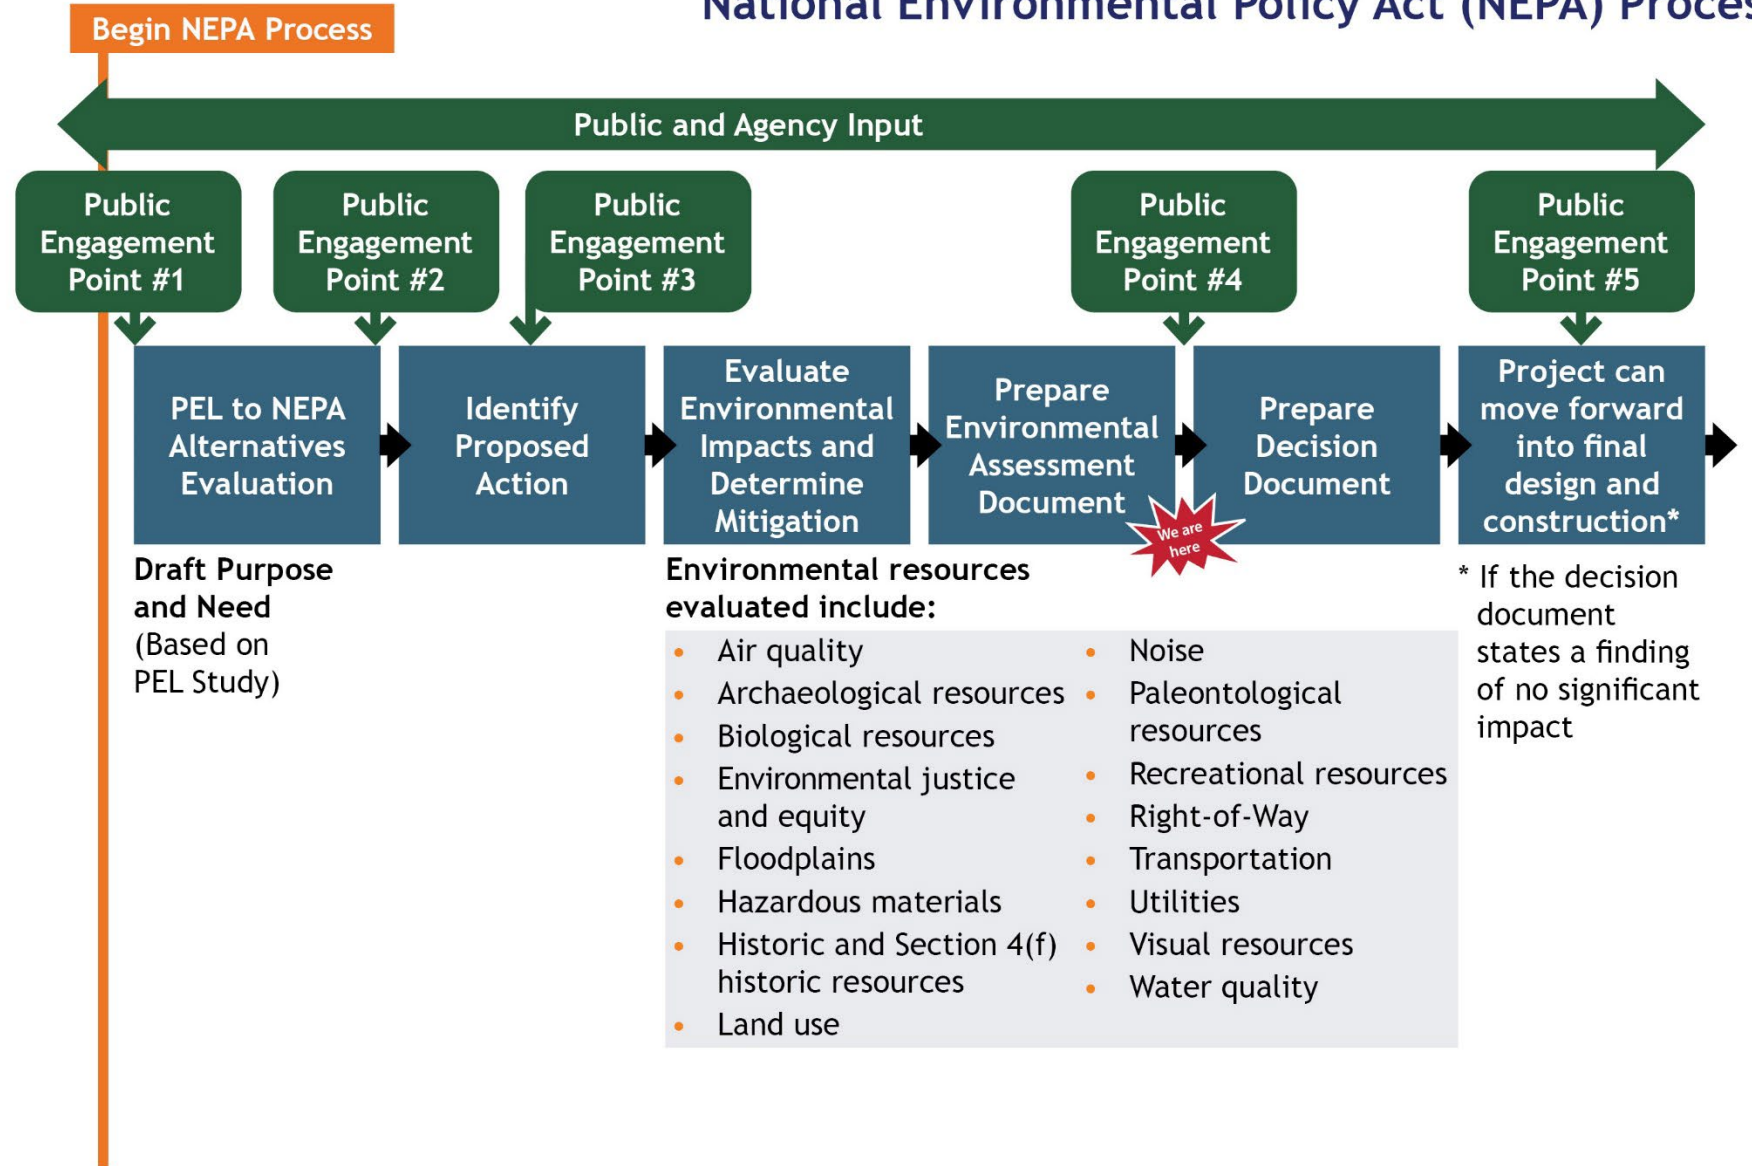 National Environmental Policy Act (NEPA)
Begin NEPA Process
Public and Agency Input
Public
Engagement
Point #1
Public
Engagement
Point #2
Public
Engagement
Point #3
Public
Engagement
Point #4
Public
Engagement
Point #5
PEL to NEPA
Alternatives
Evaluation
Identify
Proposed
Action
Evaluate
Environmental
Impacts and
Determine
Mitigation
Prepare
Environmental
Assessment
Document
We are
here
Prepare
Decision
Document
Project can
move forward
into final
design and
construction*
Draft Purpose
and Need
(Based on
PEL Study)
Environmental resources
evaluated include:
• Air quality
• Archaeological resources
• Biological resources
• Environmental justice
and equity
• Floodplains
• Hazardous materials
• Historic and Section 4(f)
historic resources
• Land use
• Noise
• Paleontological
resources
• Recreational resources
• Right-of-Way
• Transportation
• Utilities
• Visual resources
• Water quality
* If the decision
document
states a finding
of no significant
impact